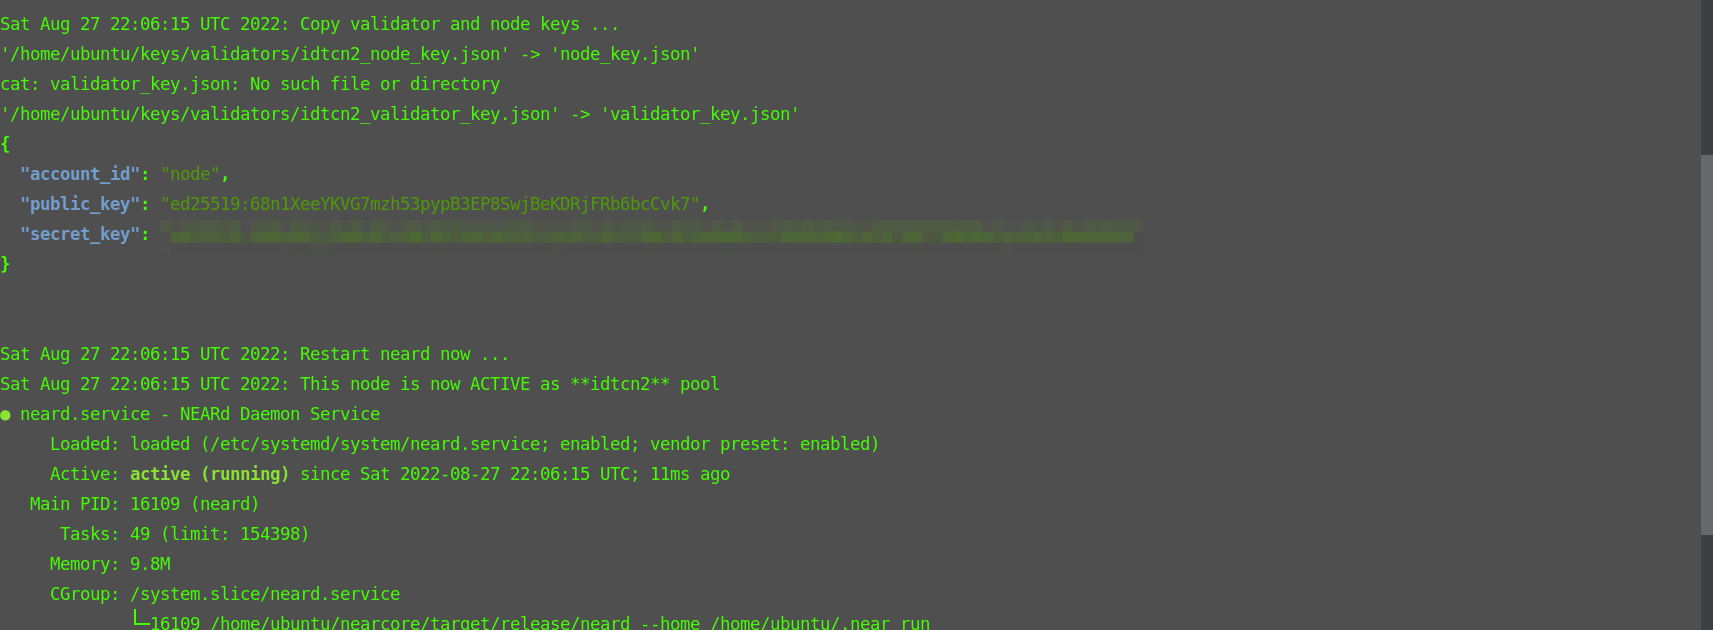 Sat Aug 27 22:06:15 UTC 2022: Copy validator and node keys ...
'/home/ubuntu/keys/validators/idtcn2_node_key.json' -> 'node_key.json'
cat: validator_key.json: No such file or directory
'/home/ubuntu/keys/validators/idtcn2_validator_key.json' -> 'validator_key.json'
{
  "account_id": "node",
  "public_key": "ed25519:68n1XeeYKVG7mzh53pypB3EP8SwjBeKDRjFRb6bcCvk7",
  "secret_key":
}
Sat Aug 27 22:06:15 UTC 2022: Restart neard now ...
Sat Aug 27 22:06:15 UTC 2022: This node is now ACTIVE as **idtcn2** pool
● neard.service - NEARd Daemon Service
     Loaded: loaded (/etc/systemd/system/neard.service; enabled; vendor preset: enabled)
     Active: active (running) since Sat 2022-08-27 22:06:15 UTC; 11ms ago
   Main PID: 16109 (neard)
      Tasks: 49 (limit: 154398)
     Memory: 9.8M
     CGroup: /system.slice/neard.service
             └─16109 /home/ubuntu/nearcore/target/release/neard --home /home/ubuntu/.near run